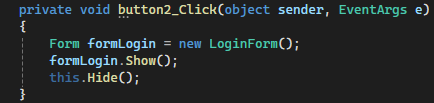 private void button2_Click(object sender, EventArgs e)
{
Form formLogin = new LoginForm();
formLogin.Show();
this.Hide();
}